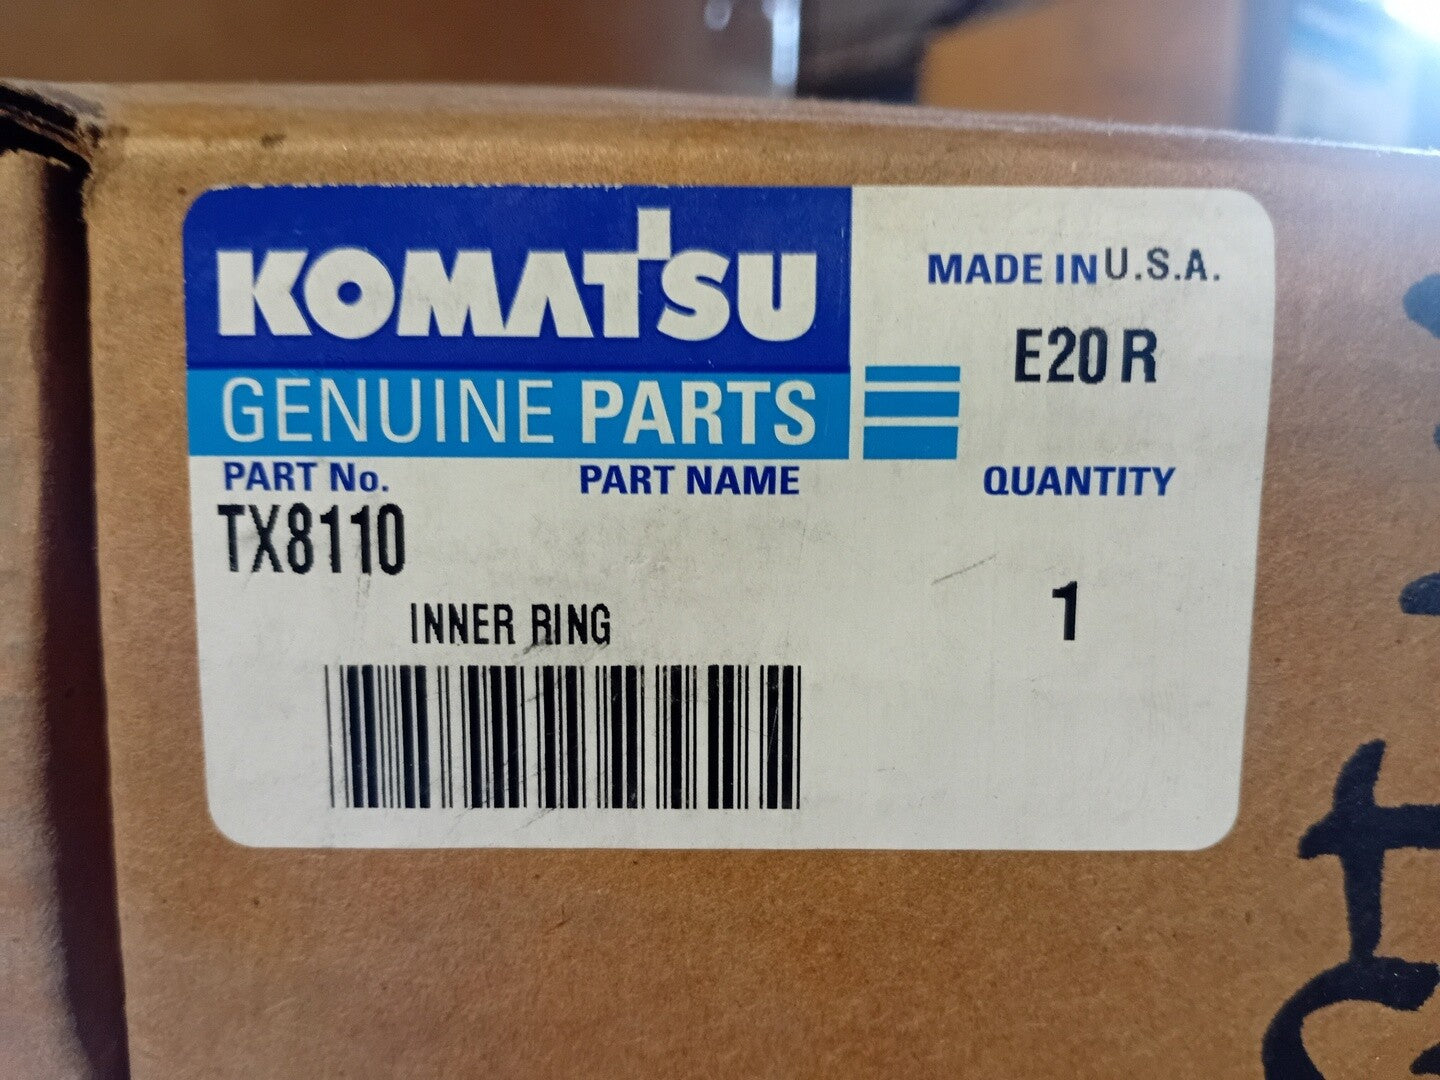 KOMATSU
GENUINE PARTS
MADE IN U.S.A.
E20 R
PART No.
PART NAME
QUANTITY
TX8110
INNER RING
1